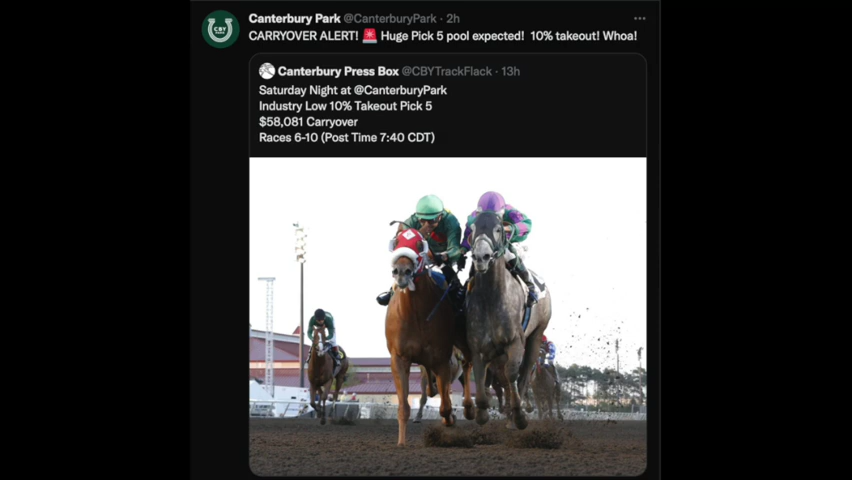 Canterbury Park @CanterburyPark · 2h
CARRYOVER ALERT! 🚨 Huge Pick 5 pool expected! 10% takeout! Whoa!
CBY
Canterbury Press Box @CBYTrackFlack · 13h
Saturday Night at @CanterburyPark
Industry Low 10% Takeout Pick 5
$58,081 Carryover
Races 6-10 (Post Time 7:40 CDT)